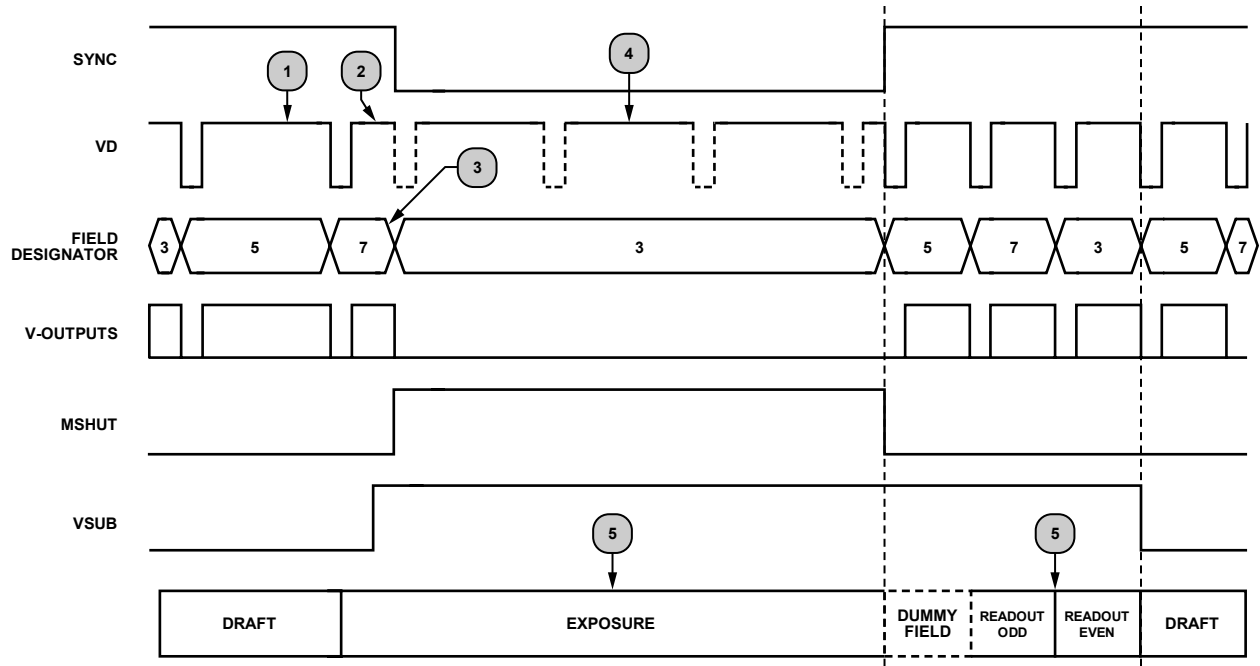 SYNC
1
2
4
VD
3
FIELD
DESIGNATOR
3
5
7
3
5
7
3
5
7
V-OUTPUTS
MSHUT
VSUB
5
5
DRAFT
EXPOSURE
DUMMY
FIELD
READOUT
ODD
READOUT
EVEN
DRAFT